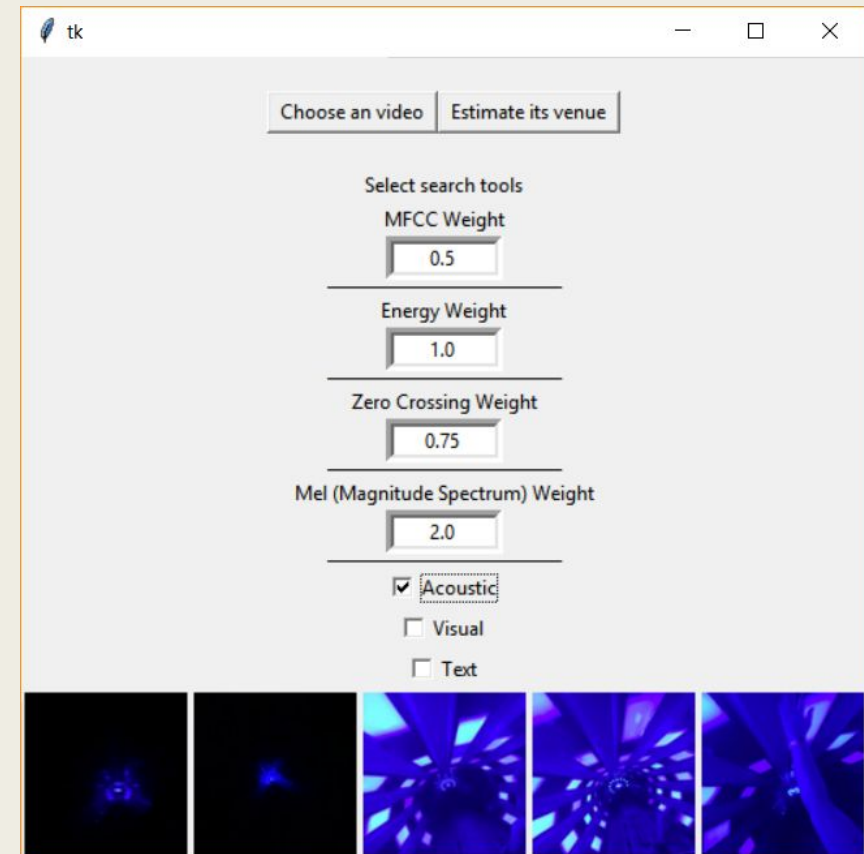 tk
Choose an video Estimate its venue
Select search tools
MFCC Weight
0.5
Energy Weight
1.0
Zero Crossing Weight
0.75
Mel (Magnitude Spectrum) Weight
2.0
Acoustic
Visual
Text